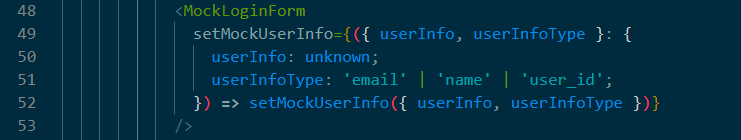 48 <MockLoginForm
49 setMockUserInfo={({ userInfo, userInfoType }: {
50 userInfo: unknown;
51 userInfoType: 'email' | 'name' | 'user_id';
52 }) => setMockUserInfo({ userInfo, userInfoType })}
53 />